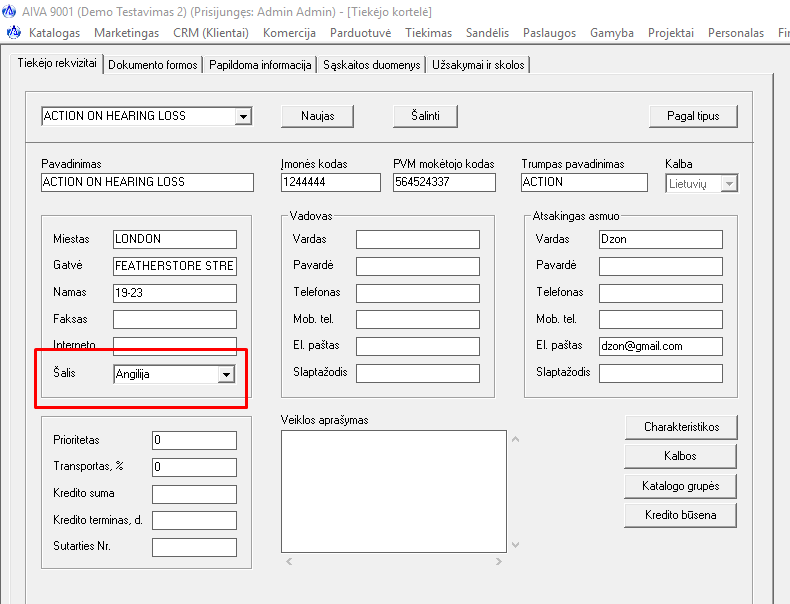 AIVA 9001 (Demo Testavimas 2) (Prisijungęs: Admin Admin) - [Tiekėjo kortelė]
Katalogas Marketingas CRM (Klientai) Komercija Parduotuvė Tiekimas Sandėlis Paslaugos Gamyba Projektai Personalas
Tiekėjo rekvizitai Dokumento formos Papildoma informacija Sąskaitos duomenys Užsakymai ir skolos
ACTION ON HEARING LOSS Naujas Šalinti Pagal tipus
Pavadinimas Įmonės kodas PVM mokėtojo kodas Trumpas pavadinimas Kalba
ACTION ON HEARING LOSS 1244444 564524337 ACTION Lietuvių
Vadovas Atsakingas asmuo
Miestas LONDON Vardas Vardas Dzon
Gatvė FEATHERSTORE STRE Pavardė Pavardė
Namas 19-23 Telefonas Telefonas
Faksas Mob. tel. Mob. tel.
Interneto El. paštas El. paštas dzon@gmail.com
Šalis Angilija Slaptažodis Slaptažodis
Veiklos aprašymas
Prioritetas 0
Transportas, % 0
Kredito suma
Kredito terminas, d.
Sutarties Nr.
Charakteristikos
Kalbos
Katalogo grupės
Kredito būsena